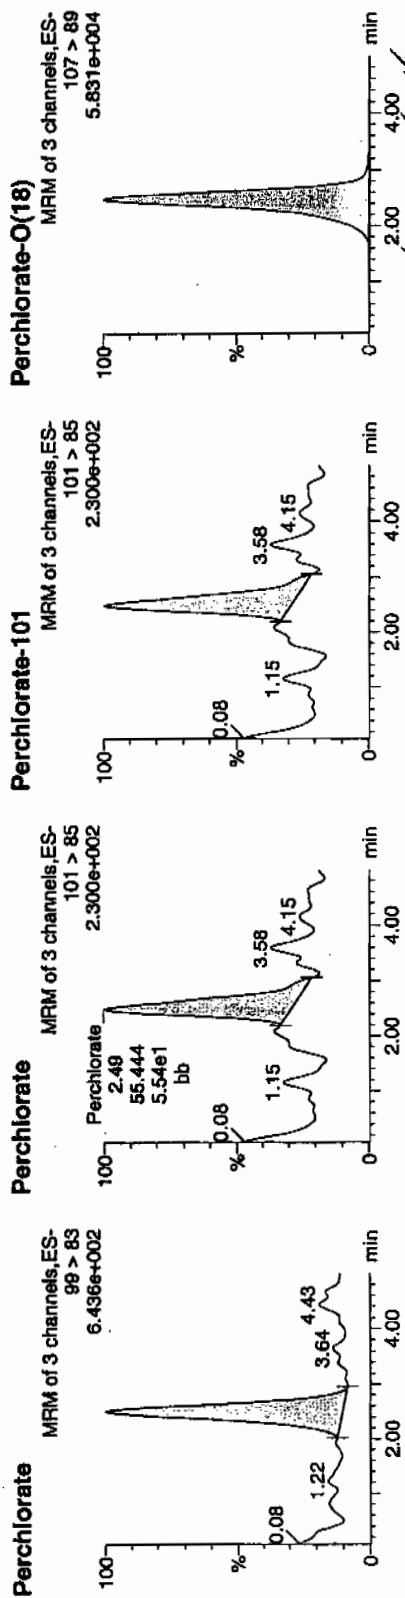 Perchlorate
MRM of 3 channels,ES-
99 > 83
6.436e+002
100
%
0
0.08
1.22
3.64
4.43
2.00
4.00
min
Perchlorate
MRM of 3 channels,ES-
101 > 85
2.300e+002
100
Perchlorate
2.49
55.444
5.54e1
bb
%
0
0.08
1.15
3.58
4.15
2.00
4.00
min
Perchlorate-101
MRM of 3 channels,ES-
101 > 85
2.300e+002
100
%
0
0.08
1.15
3.58
4.15
2.00
4.00
min
Perchlorate-O(18)
MRM of 3 channels,ES-
107 > 89
5.831e+004
100
%
0
2.00
4.00
min